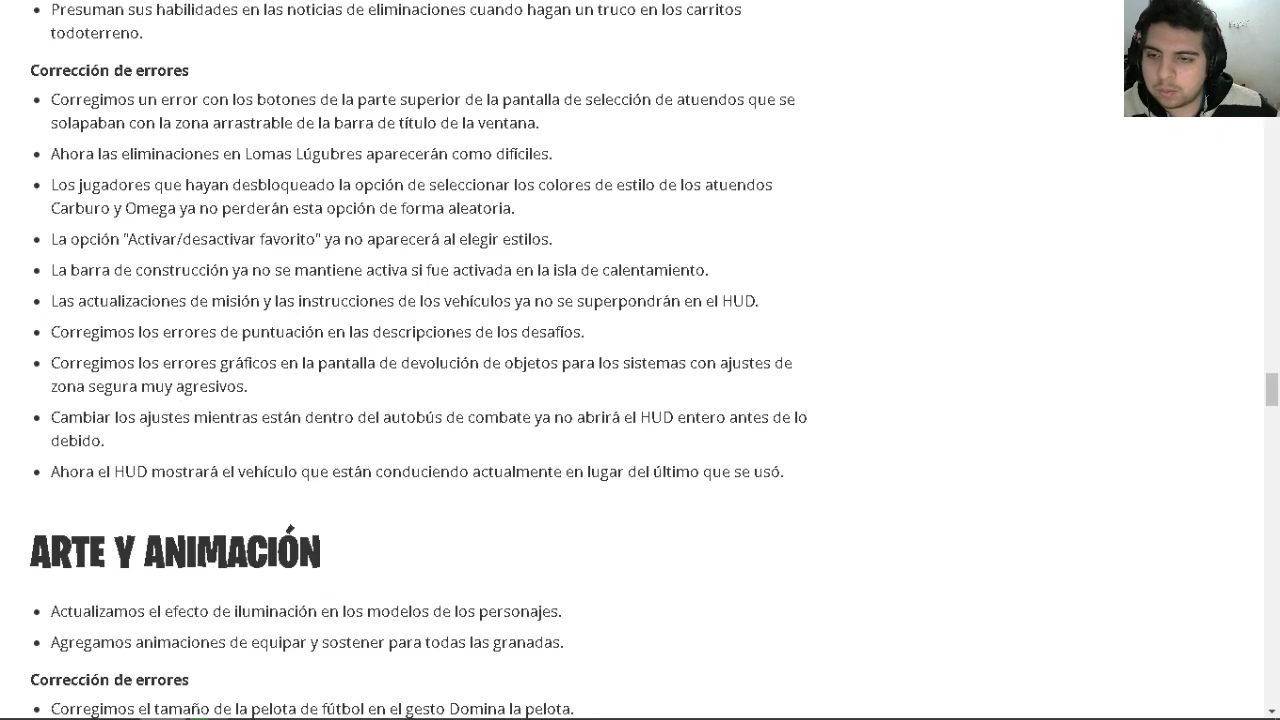 Presuman sus habilidades en las noticias de eliminaciones cuando hagan un truco en los carritos
todoterreno.
Corrección de errores
Corregimos un error con los botones de la parte superior de la pantalla de selección de atuendos que se
solapaban con la zona arrastrable de la barra de título de la ventana.
Ahora las eliminaciones en Lomas Lúgubres aparecerán como difíciles.
Los jugadores que hayan desbloqueado la opción de seleccionar los colores de estilo de los atuendos
Carburo y Omega ya no perderán esta opción de forma aleatoria.
La opción "Activar/desactivar favorito" ya no aparecerá al elegir estilos.
La barra de construcción ya no se mantiene activa si fue activada en la isla de calentamiento.
Las actualizaciones de misión y las instrucciones de los vehículos ya no se superpondrán en el HUD.
Corregimos los errores de puntuación en las descripciones de los desafíos.
Corregimos los errores gráficos en la pantalla de devolución de objetos para los sistemas con ajustes de
zona segura muy agresivos.
Cambiar los ajustes mientras están dentro del autobús de combate ya no abrirá el HUD entero antes de lo
debido.
Ahora el HUD mostrará el vehículo que están conduciendo actualmente en lugar del último que se usó.
ARTE Y ANIMACIÓN
Actualizamos el efecto de iluminación en los modelos de los personajes.
Agregamos animaciones de equipar y sostener para todas las granadas.
Corrección de errores
Corregimos el tamaño de la pelota de fútbol en el gesto Domina la pelota.